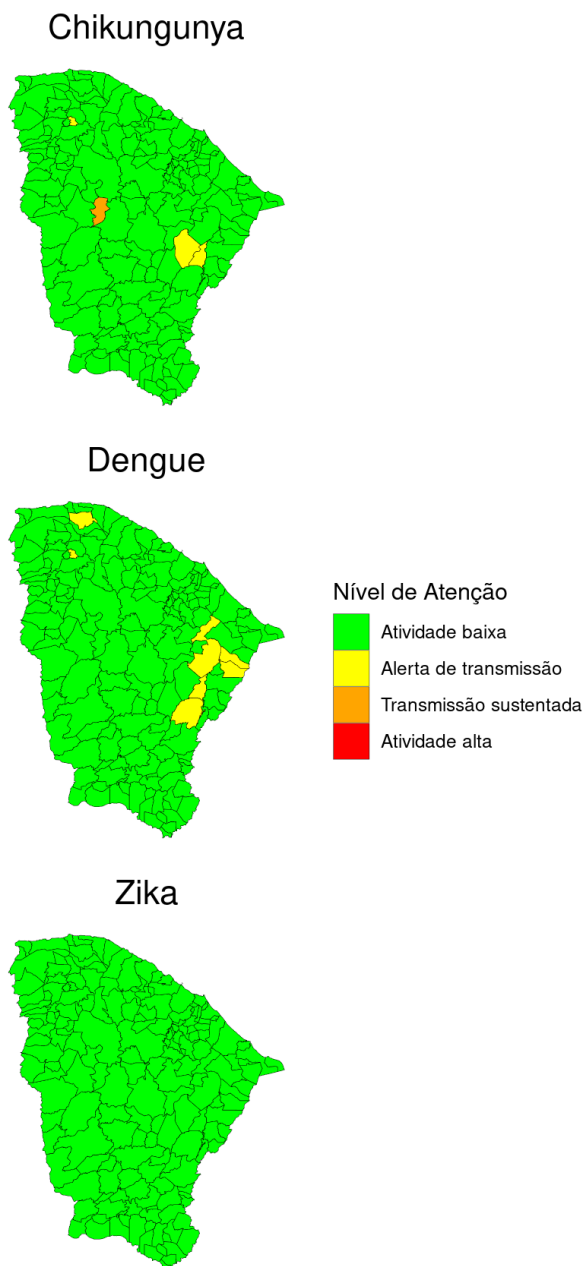 Chikungunya
Dengue
Nível de Atenção
Atividade baixa
Alerta de transmissão
Transmissão sustentada
Atividade alta
Zika